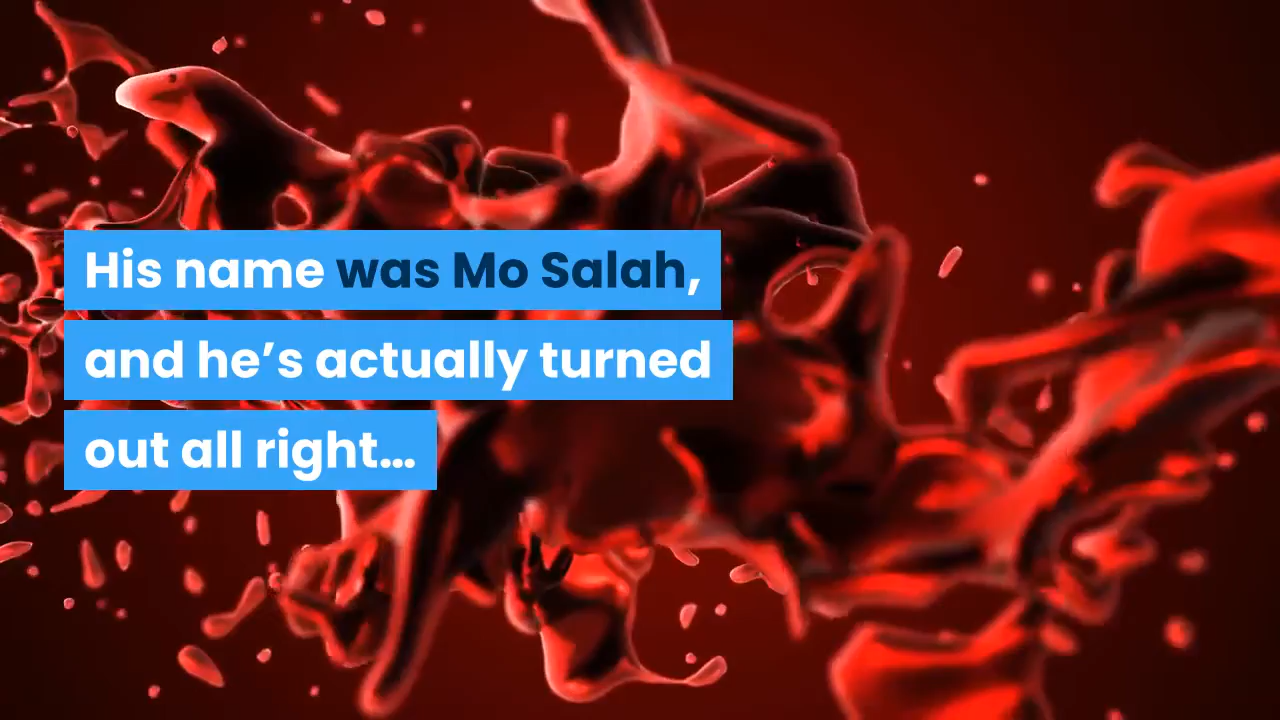 His name was Mo Salah,
and he’s actually turned
out all right…